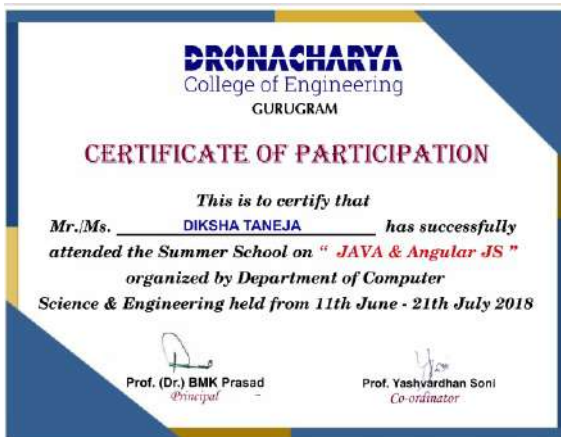 DRONACHARYA
College of Engineering
GURUGRAM
CERTIFICATE OF PARTICIPATION
This is to certify that
Mr./Ms. DIKSHA TANEJA has successfully
attended the Summer School on “ JAVA & Angular JS ”
organized by Department of Computer
Science & Engineering held from 11th June - 21th July 2018
Prof. (Dr.) BMK Prasad
Principal
Prof. Yashvardhan Soni
Co-ordinator